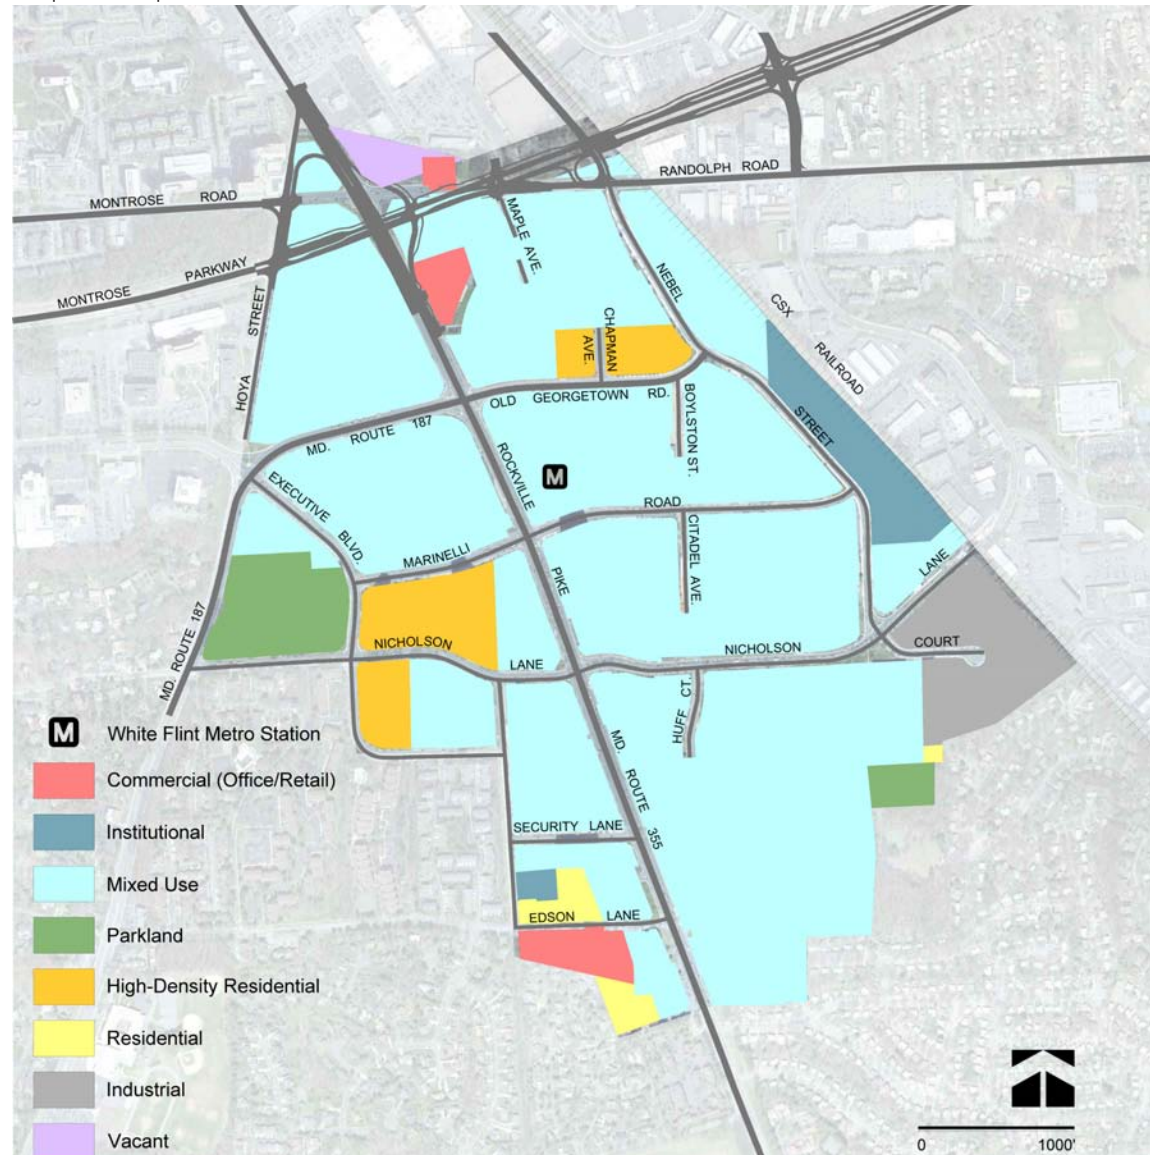 RANDOLPH ROAD
MONTROSE ROAD
MAPLE AVE.
PARKWAY
MONTROSE
NEBEL
STREET
HOYA
CSX
RAILROAD
CHAPMAN
AVE.
OLD GEORGETOWN RD.
MD. ROUTE 187
BOYLSTON ST.
STREET
ROCKVILLE
M
EXECUTIVE
BLVD.
ROAD
MARINELLI
CITADEL AVE.
PIKE
LANE
MD. ROUTE 187
NICHOLSON
LANE
NICHOLSON
COURT
HUFF CT.
M White Flint Metro Station
MD. ROUTE 355
Commercial (Office/Retail)
Institutional
SECURITY LANE
Mixed Use
EDSON LANE
Parkland
High-Density Residential
Residential
Industrial
Vacant
0 1000'